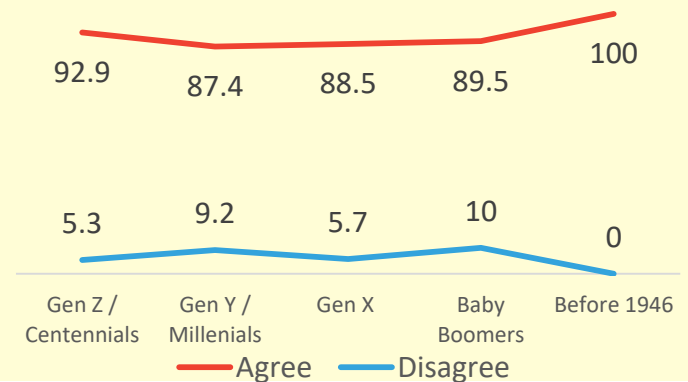 92.9 87.4 88.5 89.5 100
5.3 9.2 5.7 10 0
Gen Z / Gen Y / Gen X Baby Before 1946
Centennials Millenials Boomers
Agree Disagree